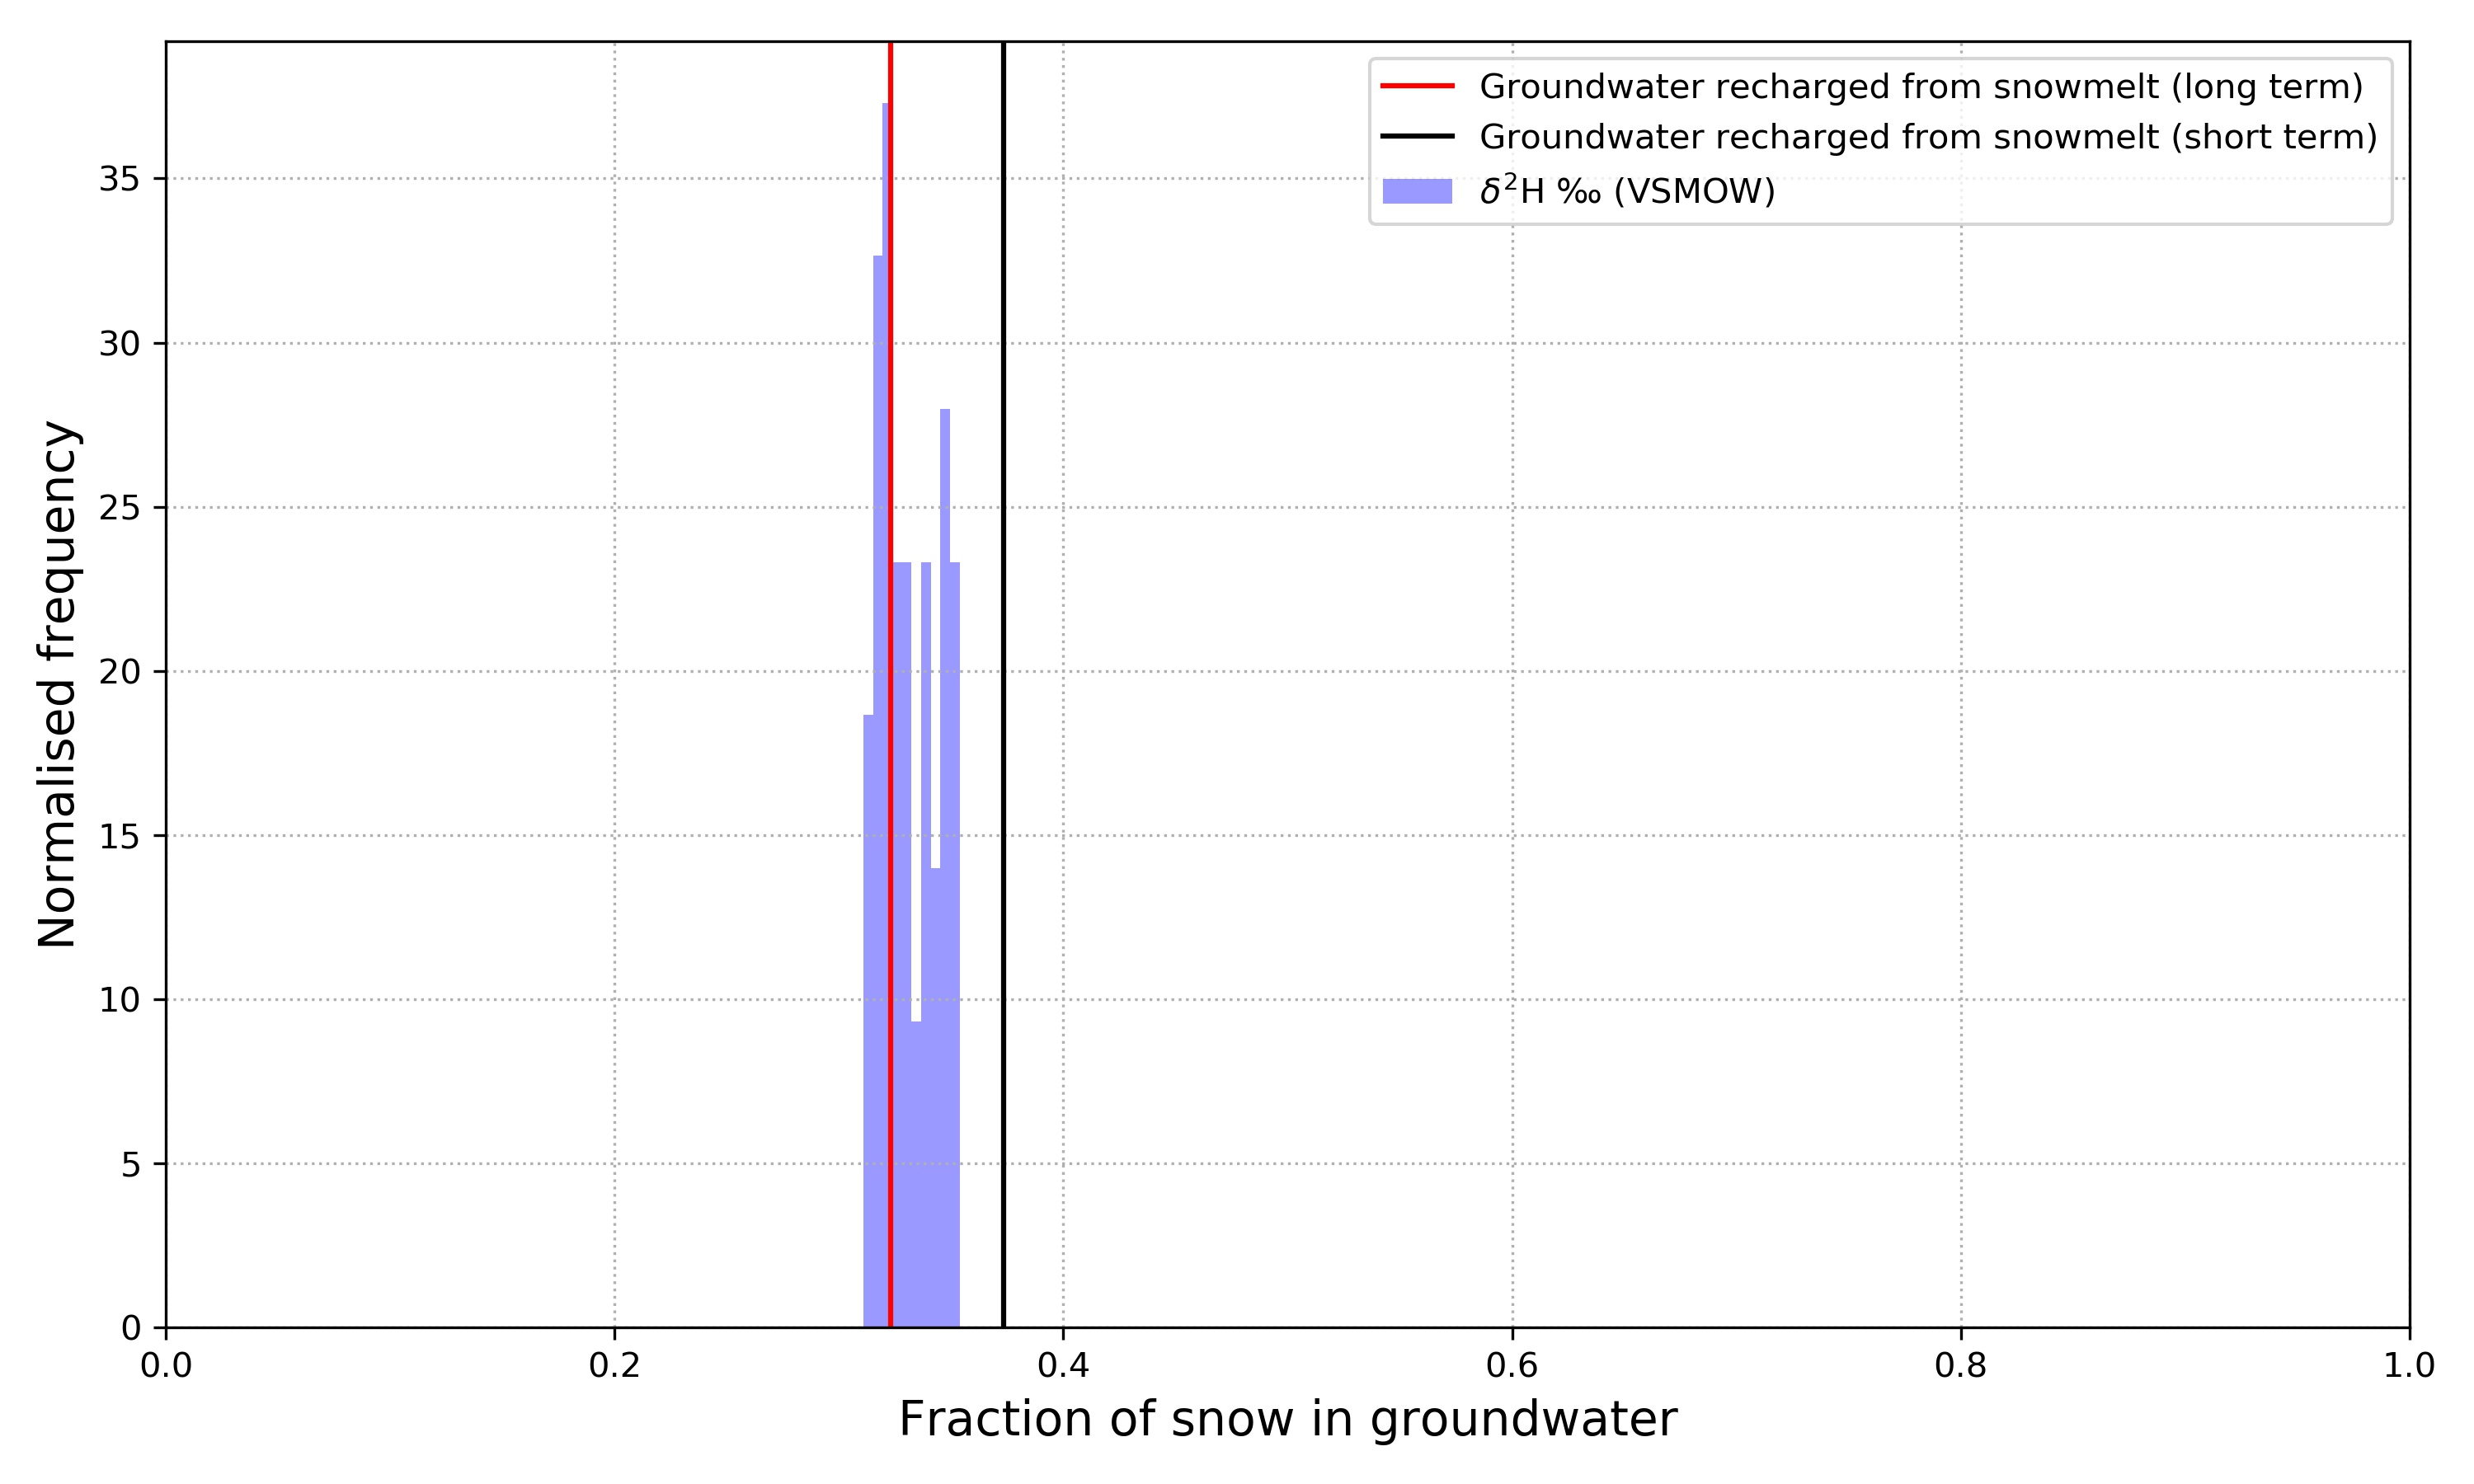 Groundwater recharged from snowmelt (long term)
Groundwater recharged from snowmelt (short term)
δ²H ‰ (VSMOW)
Normalised frequency
35
30
25
20
15
10
5
0
0.0 0.2 0.4 0.6 0.8 1.0
Fraction of snow in groundwater